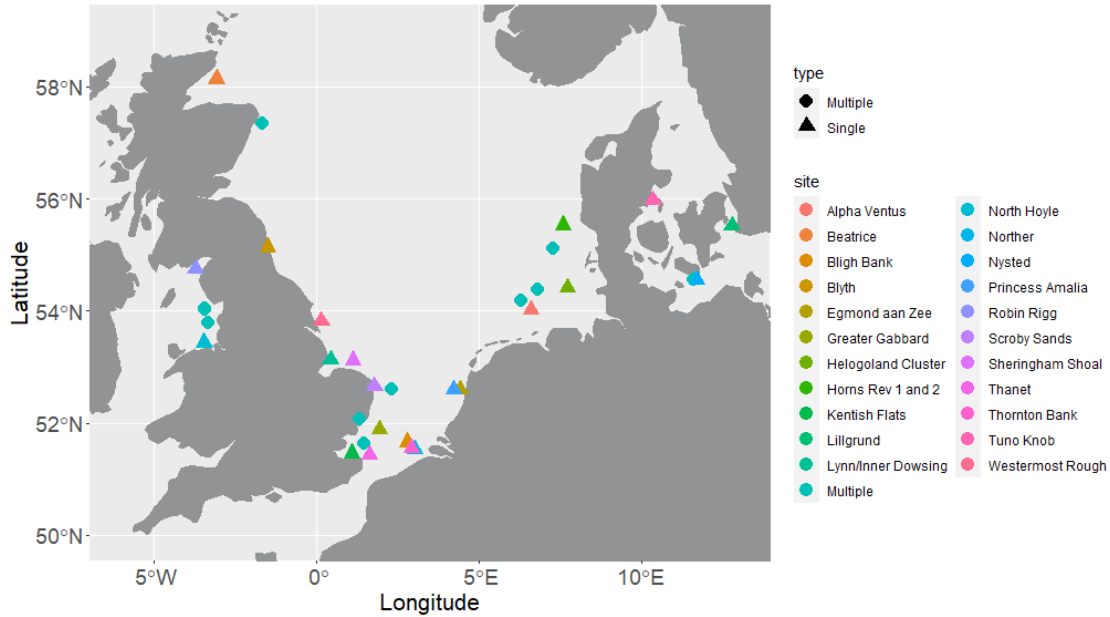 58°N
56°N
54°N
52°N
50°N
Latitude
5°W
0°
5°E
10°E
Longitude
type
Multiple
Single
site
Alpha Ventus
Beatrice
Bligh Bank
Blyth
Egmond aan Zee
Greater Gabbard
Helogoland Cluster
Horns Rev 1 and 2
Kentish Flats
Lillgrund
Lynn/Inner Dowsing
Multiple
North Hoyle
Norther
Nysted
Princess Amalia
Robin Rigg
Scroby Sands
Sheringham Shoal
Thanet
Thornton Bank
Tuno Knob
Westermost Rough